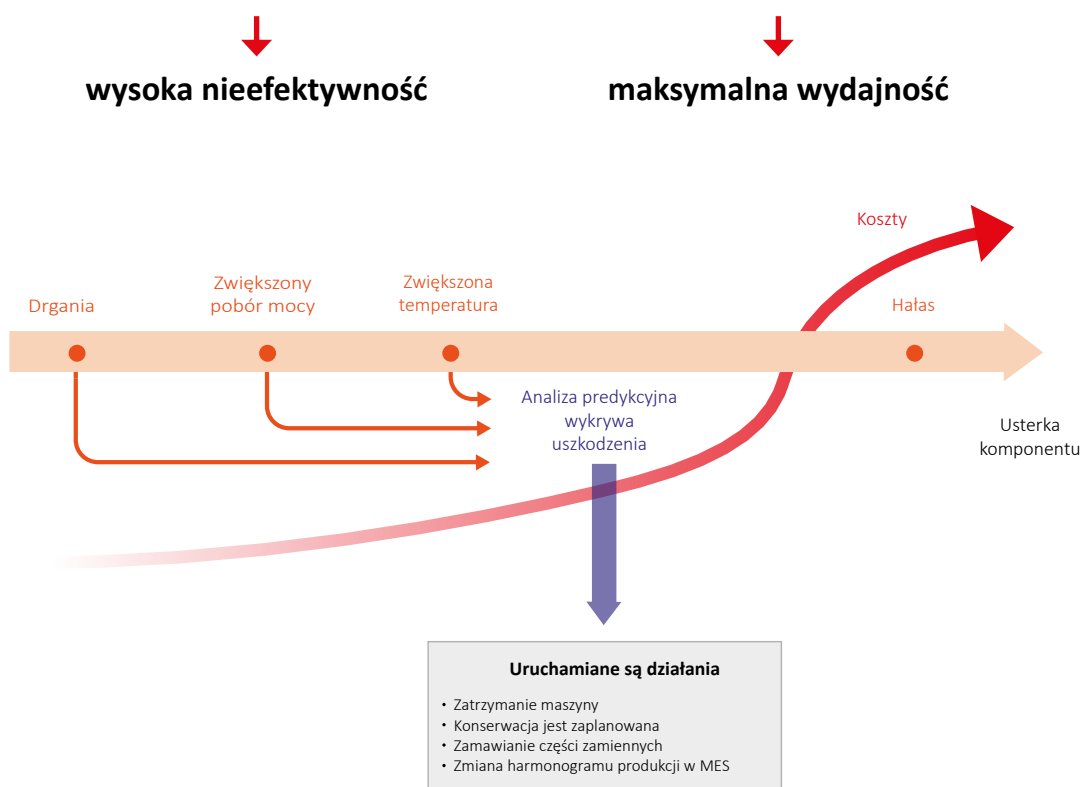 wysoka nieefektywność
maksymalna wydajność
Koszty
Drgania
Zwiększony
pobór mocy
Zwiększona
temperatura
Hałas
Analiza predykcyjna
wykrywa
uszkodzenia
Usterka
komponentu
Uruchamiane są działania
• Zatrzymanie maszyny
• Konserwacja jest zaplanowana
• Zamawianie części zamiennych
• Zmiana harmonogramu produkcji w MES